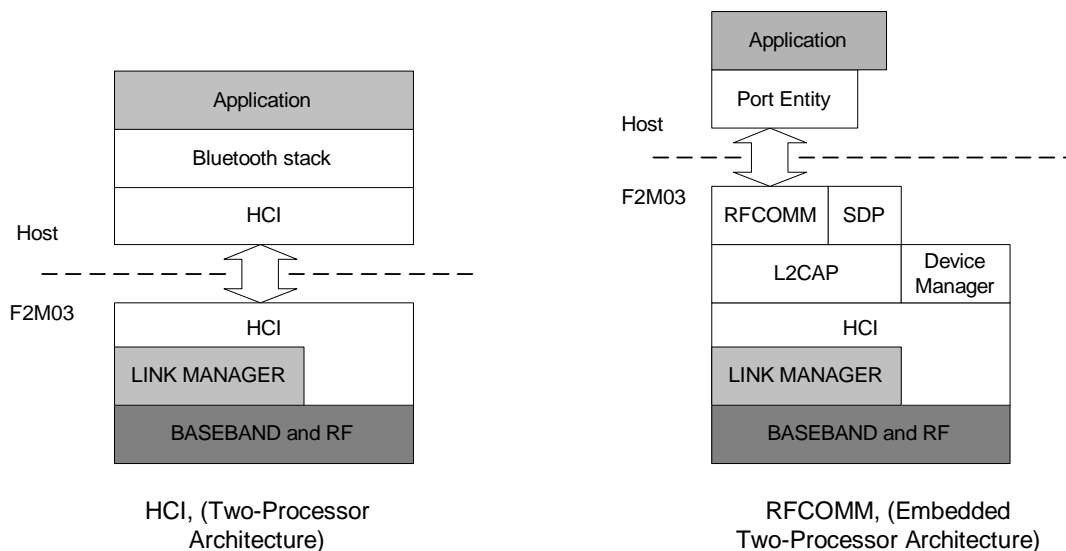 Application
Bluetooth stack
HCI
Host
F2M03
HCI
LINK MANAGER
BASEBAND and RF
HCI, (Two-Processor
Architecture)
Application
Port Entity
Host
F2M03
RFCOMM
SDP
L2CAP
Device
Manager
HCI
LINK MANAGER
BASEBAND and RF
RFCOMM, (Embedded
Two-Processor Architecture)